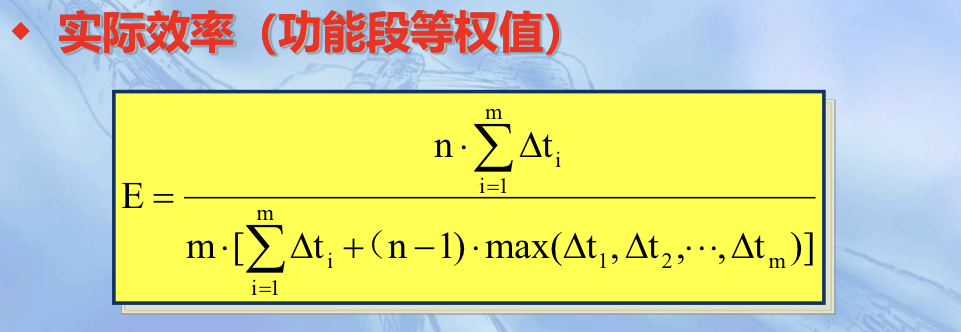 实际效率（功能段等权值）
E = \frac{n \cdot \sum_{i=1}^{m} \Delta t_i}{m \cdot [\sum_{i=1}^{m} \Delta t_i + (n-1) \cdot \max(\Delta t_1, \Delta t_2, \cdots, \Delta t_m)]}